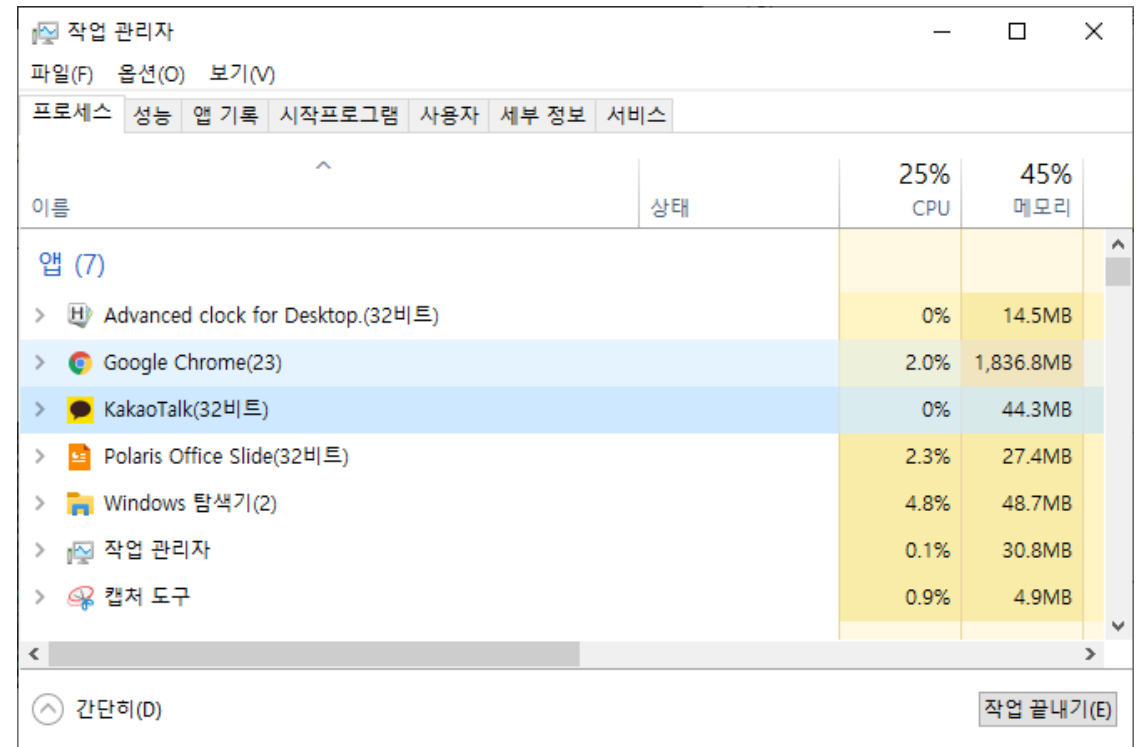 작업 관리자
파일(F) 옵션(O) 보기(V)
프로세스 성능 앱 기록 시작프로그램 사용자 세부 정보 서비스
25% 45%
이름 상태 CPU 메모리
앱 (7)
Advanced clock for Desktop.(32비트) 0% 14.5MB
Google Chrome(23) 2.0% 1,836.8MB
KakaoTalk(32비트) 0% 44.3MB
Polaris Office Slide(32비트) 2.3% 27.4MB
Windows 탐색기(2) 4.8% 48.7MB
작업 관리자 0.1% 30.8MB
캡처 도구 0.9% 4.9MB
간단히(D) 작업 끝내기(E)